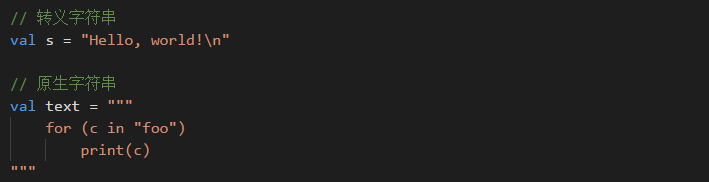 // 转义字符串
val s = "Hello, world!\n"

// 原生字符串
val text = """
    for (c in "foo")
        print(c)
"""